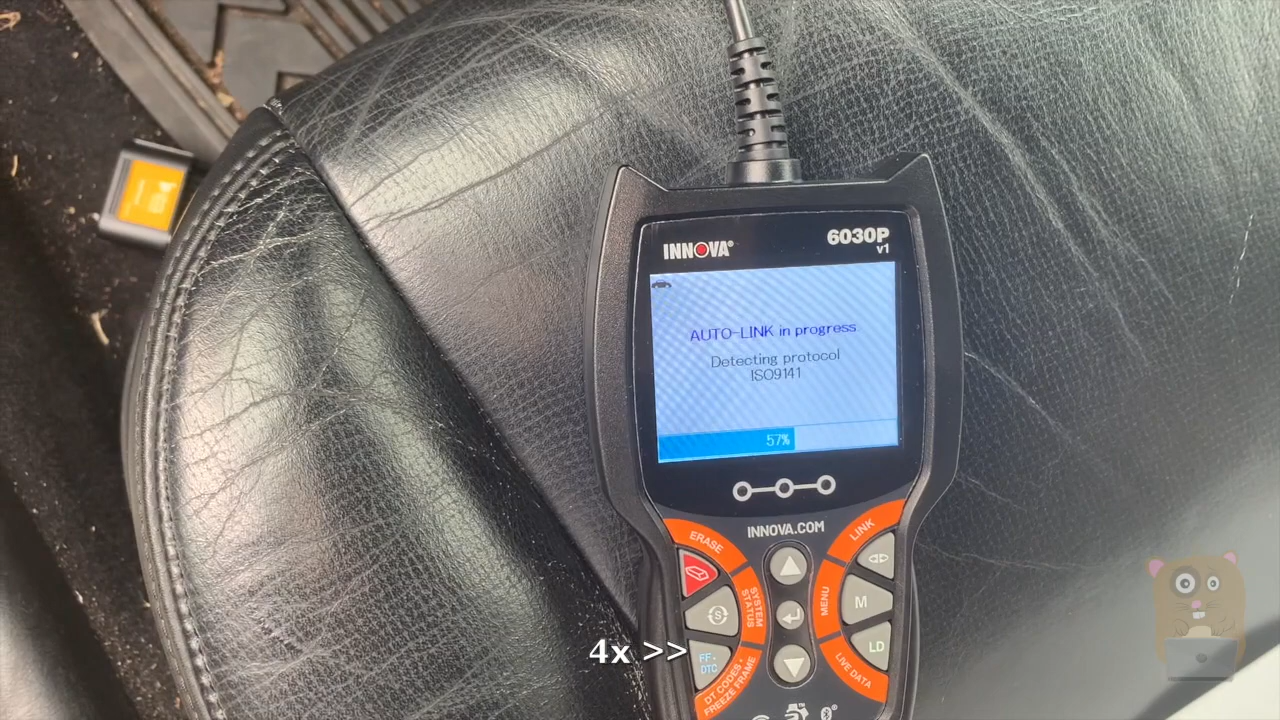 INNOVA®
6030P
v1
AUTO-LINK in progress
Detecting protocol
ISO9141
57%
INNOVA.COM
ERASE
LINK
SYSTEM
STATUS
MENU
M
S
LD
FF-
DTC
DT CODES •
FREEZE FRAME
LIVE DATA
4x >>